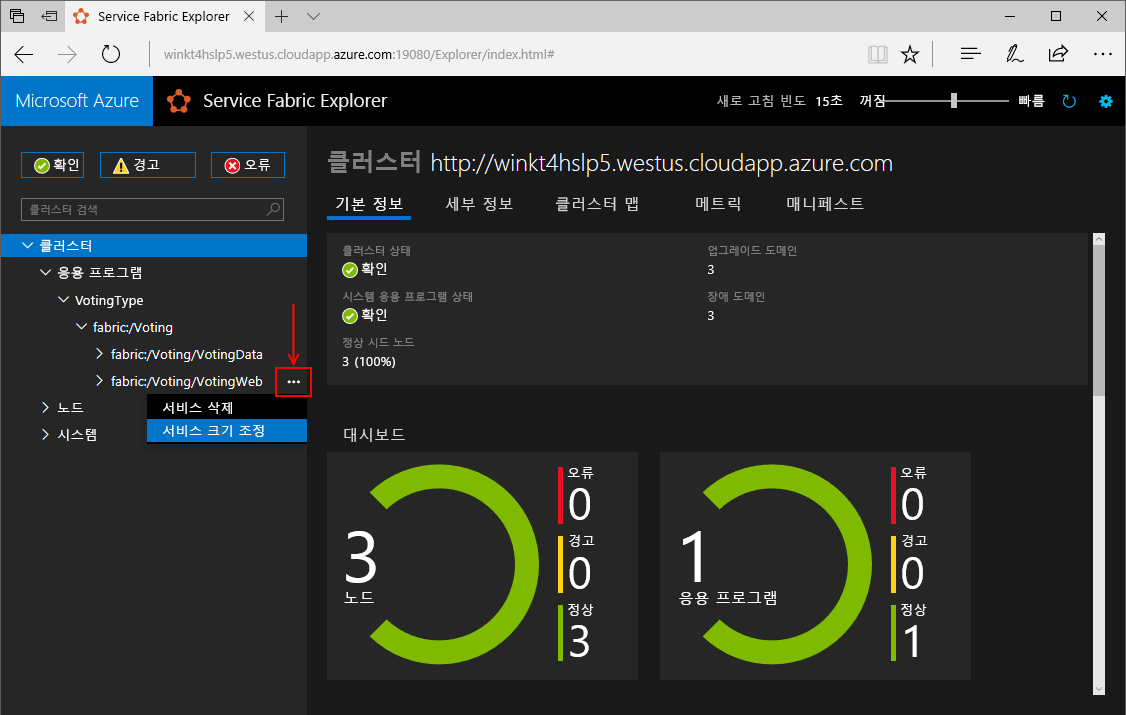 Service Fabric Explorer
winkt4hslp5.westus.cloudapp.azure.com:19080/Explorer/index.html#
Microsoft Azure
Service Fabric Explorer
새로 고침 빈도 15초 꺼짐 빠름
확인
경고
오류
클러스터 검색
클러스터
응용 프로그램
VotingType
fabric:/Voting
fabric:/Voting/VotingData
fabric:/Voting/VotingWeb
노드
시스템
서비스 삭제
서비스 크기 조정
클러스터 http://winkt4hslp5.westus.cloudapp.azure.com
기본 정보 세부 정보 클러스터 맵 메트릭 매니페스트
클러스터 상태
확인
시스템 응용 프로그램 상태
확인
정상 시드 노드
3 (100%)
업그레이드 도메인
3
장애 도메인
3
대시보드
3
노드
오류
0
경고
0
정상
3
1
응용 프로그램
오류
0
경고
0
정상
1